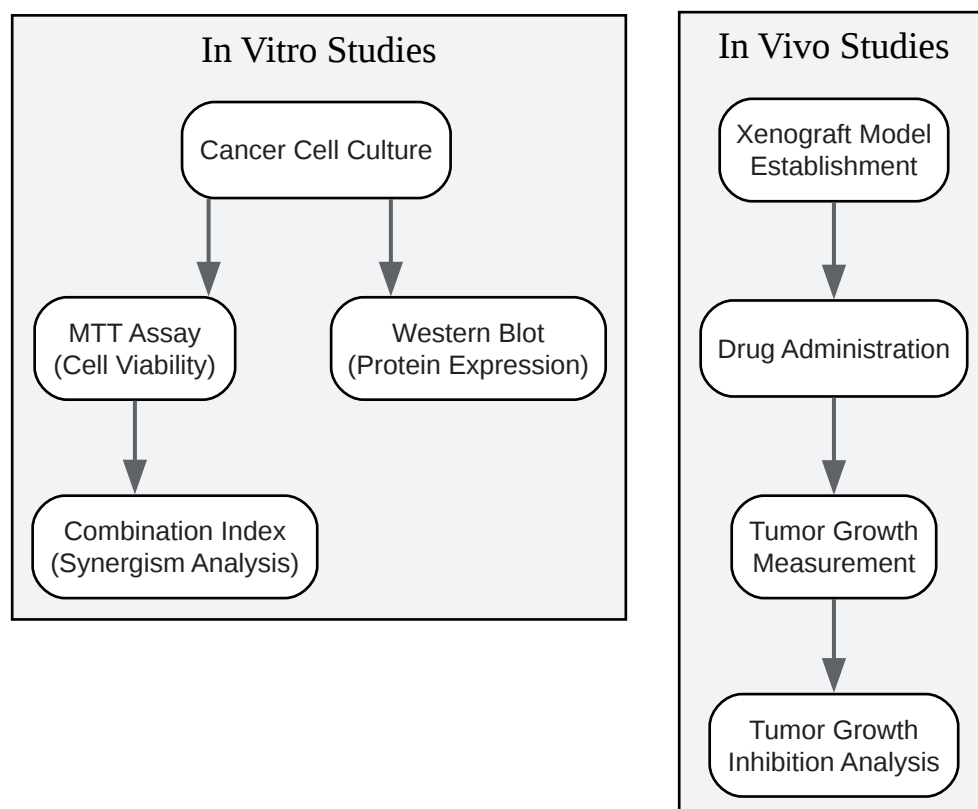 In Vitro Studies
Cancer Cell Culture
MTT Assay
(Cell Viability)
Western Blot
(Protein Expression)
Combination Index
(Synergism Analysis)
In Vivo Studies
Xenograft Model
Establishment
Drug Administration
Tumor Growth
Measurement
Tumor Growth
Inhibition Analysis